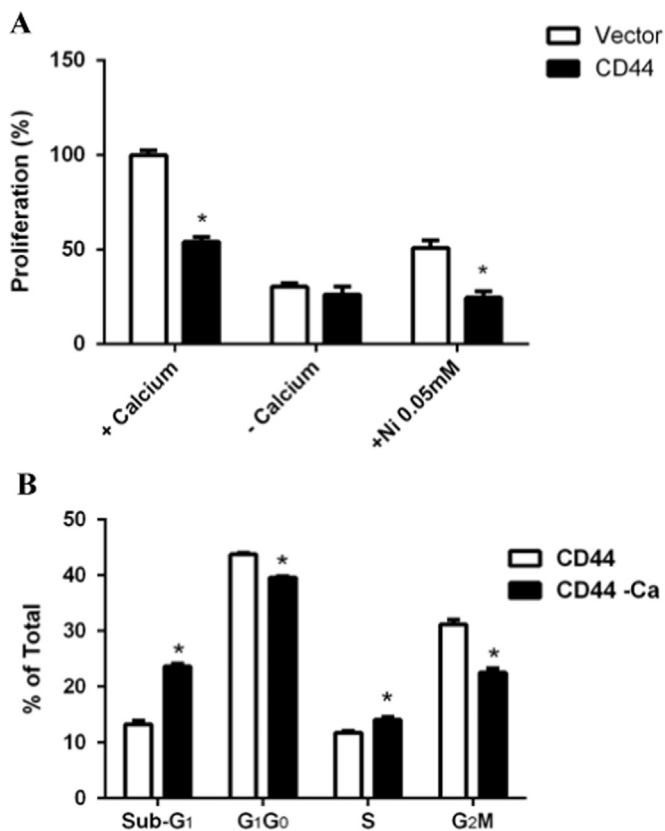 A
Vector
CD44
Proliferation (%)
150
100
50
0
*
*
+ Calcium
- Calcium
+Ni 0.05mM
B
CD44
CD44 -Ca
% of Total
50
40
30
20
10
0
*
*
*
*
Sub-G1
G1G0
S
G2M